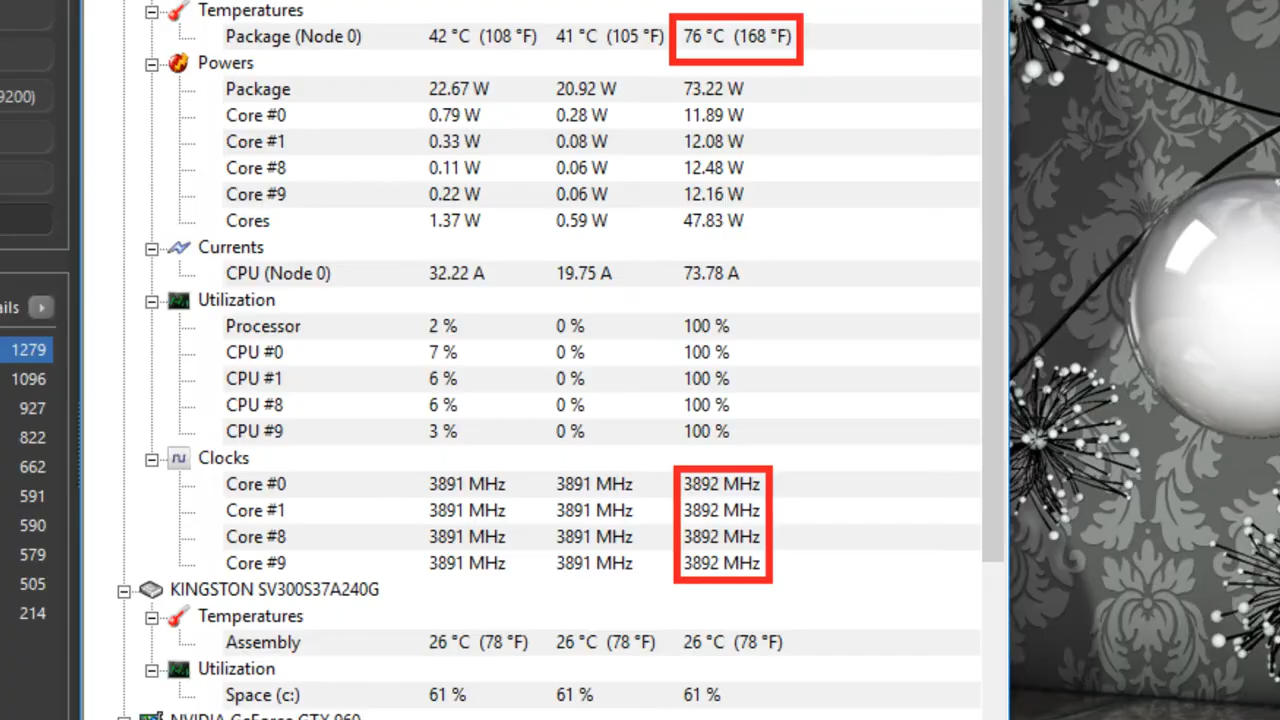 Temperatures
Package (Node 0) 42 °C (108 °F) 41 °C (105 °F) 76 °C (168 °F)
Powers
9200)
Package 22.67 W 20.92 W 73.22 W
Core #0 0.79 W 0.28 W 11.89 W
Core #1 0.33 W 0.08 W 12.08 W
Core #8 0.11 W 0.06 W 12.48 W
Core #9 0.22 W 0.06 W 12.16 W
Cores 1.37 W 0.59 W 47.83 W
Currents
CPU (Node 0) 32.22 A 19.75 A 73.78 A
Utilization
ails
Processor 2 % 0 % 100 %
CPU #0 7 % 0 % 100 %
CPU #1 6 % 0 % 100 %
CPU #8 6 % 0 % 100 %
CPU #9 3 % 0 % 100 %
Clocks
Core #0 3891 MHz 3891 MHz 3892 MHz
Core #1 3891 MHz 3891 MHz 3892 MHz
Core #8 3891 MHz 3891 MHz 3892 MHz
Core #9 3891 MHz 3891 MHz 3892 MHz
KINGSTON SV300S37A240G
Temperatures
Assembly 26 °C (78 °F) 26 °C (78 °F) 26 °C (78 °F)
Utilization
Space (c:) 61 % 61 % 61 %
NVIDIA GeForce GTX 960
1279
1096
927
822
662
591
590
579
505
214